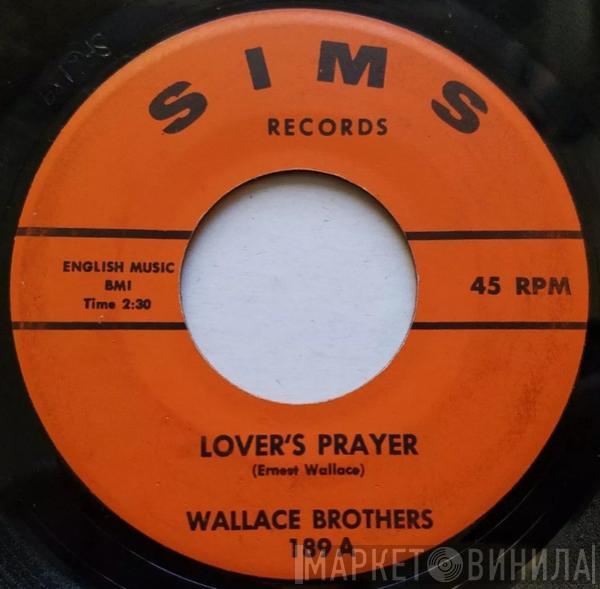 SIMS
RECORDS
ENGLISH MUSIC
BMI
Time 2:30
45 RPM
LOVER'S PRAYER
(Ernest Wallace)
WALLACE BROTHERS
189 A
МАРКЕТ ВИНИЛА